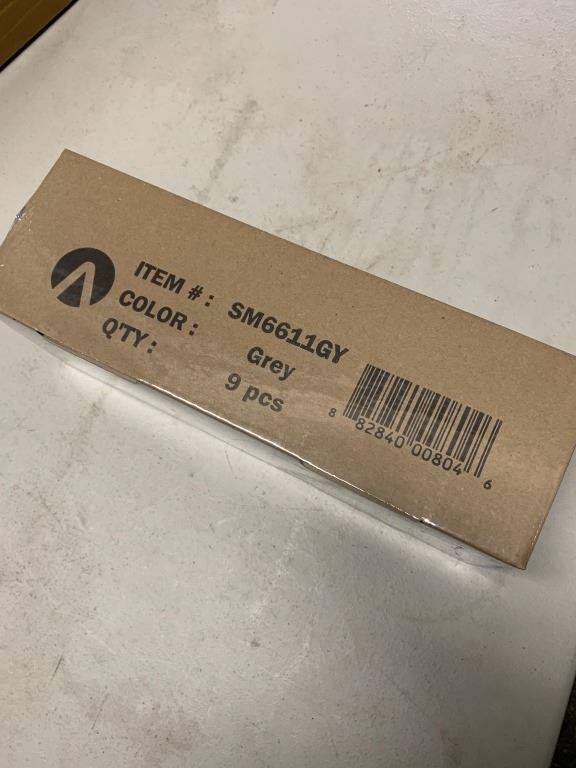 ITEM #: SM6611GY
COLOR: Grey
Q'TY: 9 pcs
8 82840 00804 6